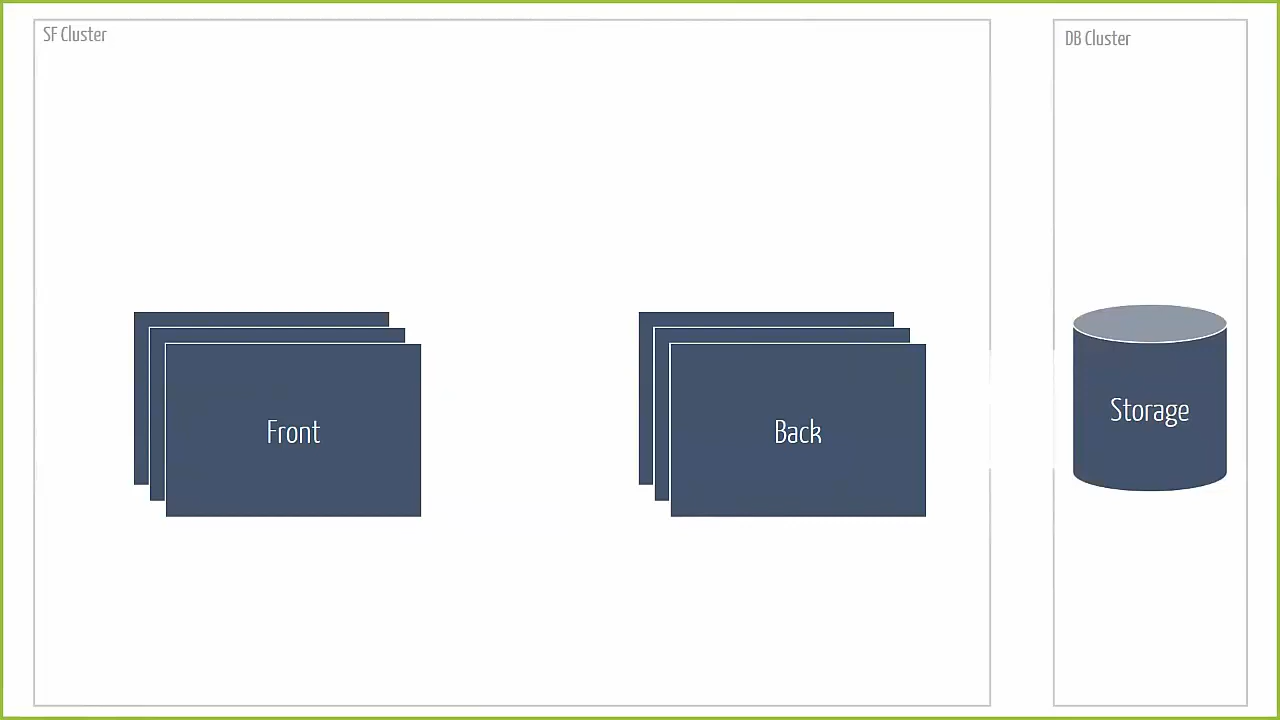 SF Cluster
DB Cluster
Front
Back
Storage